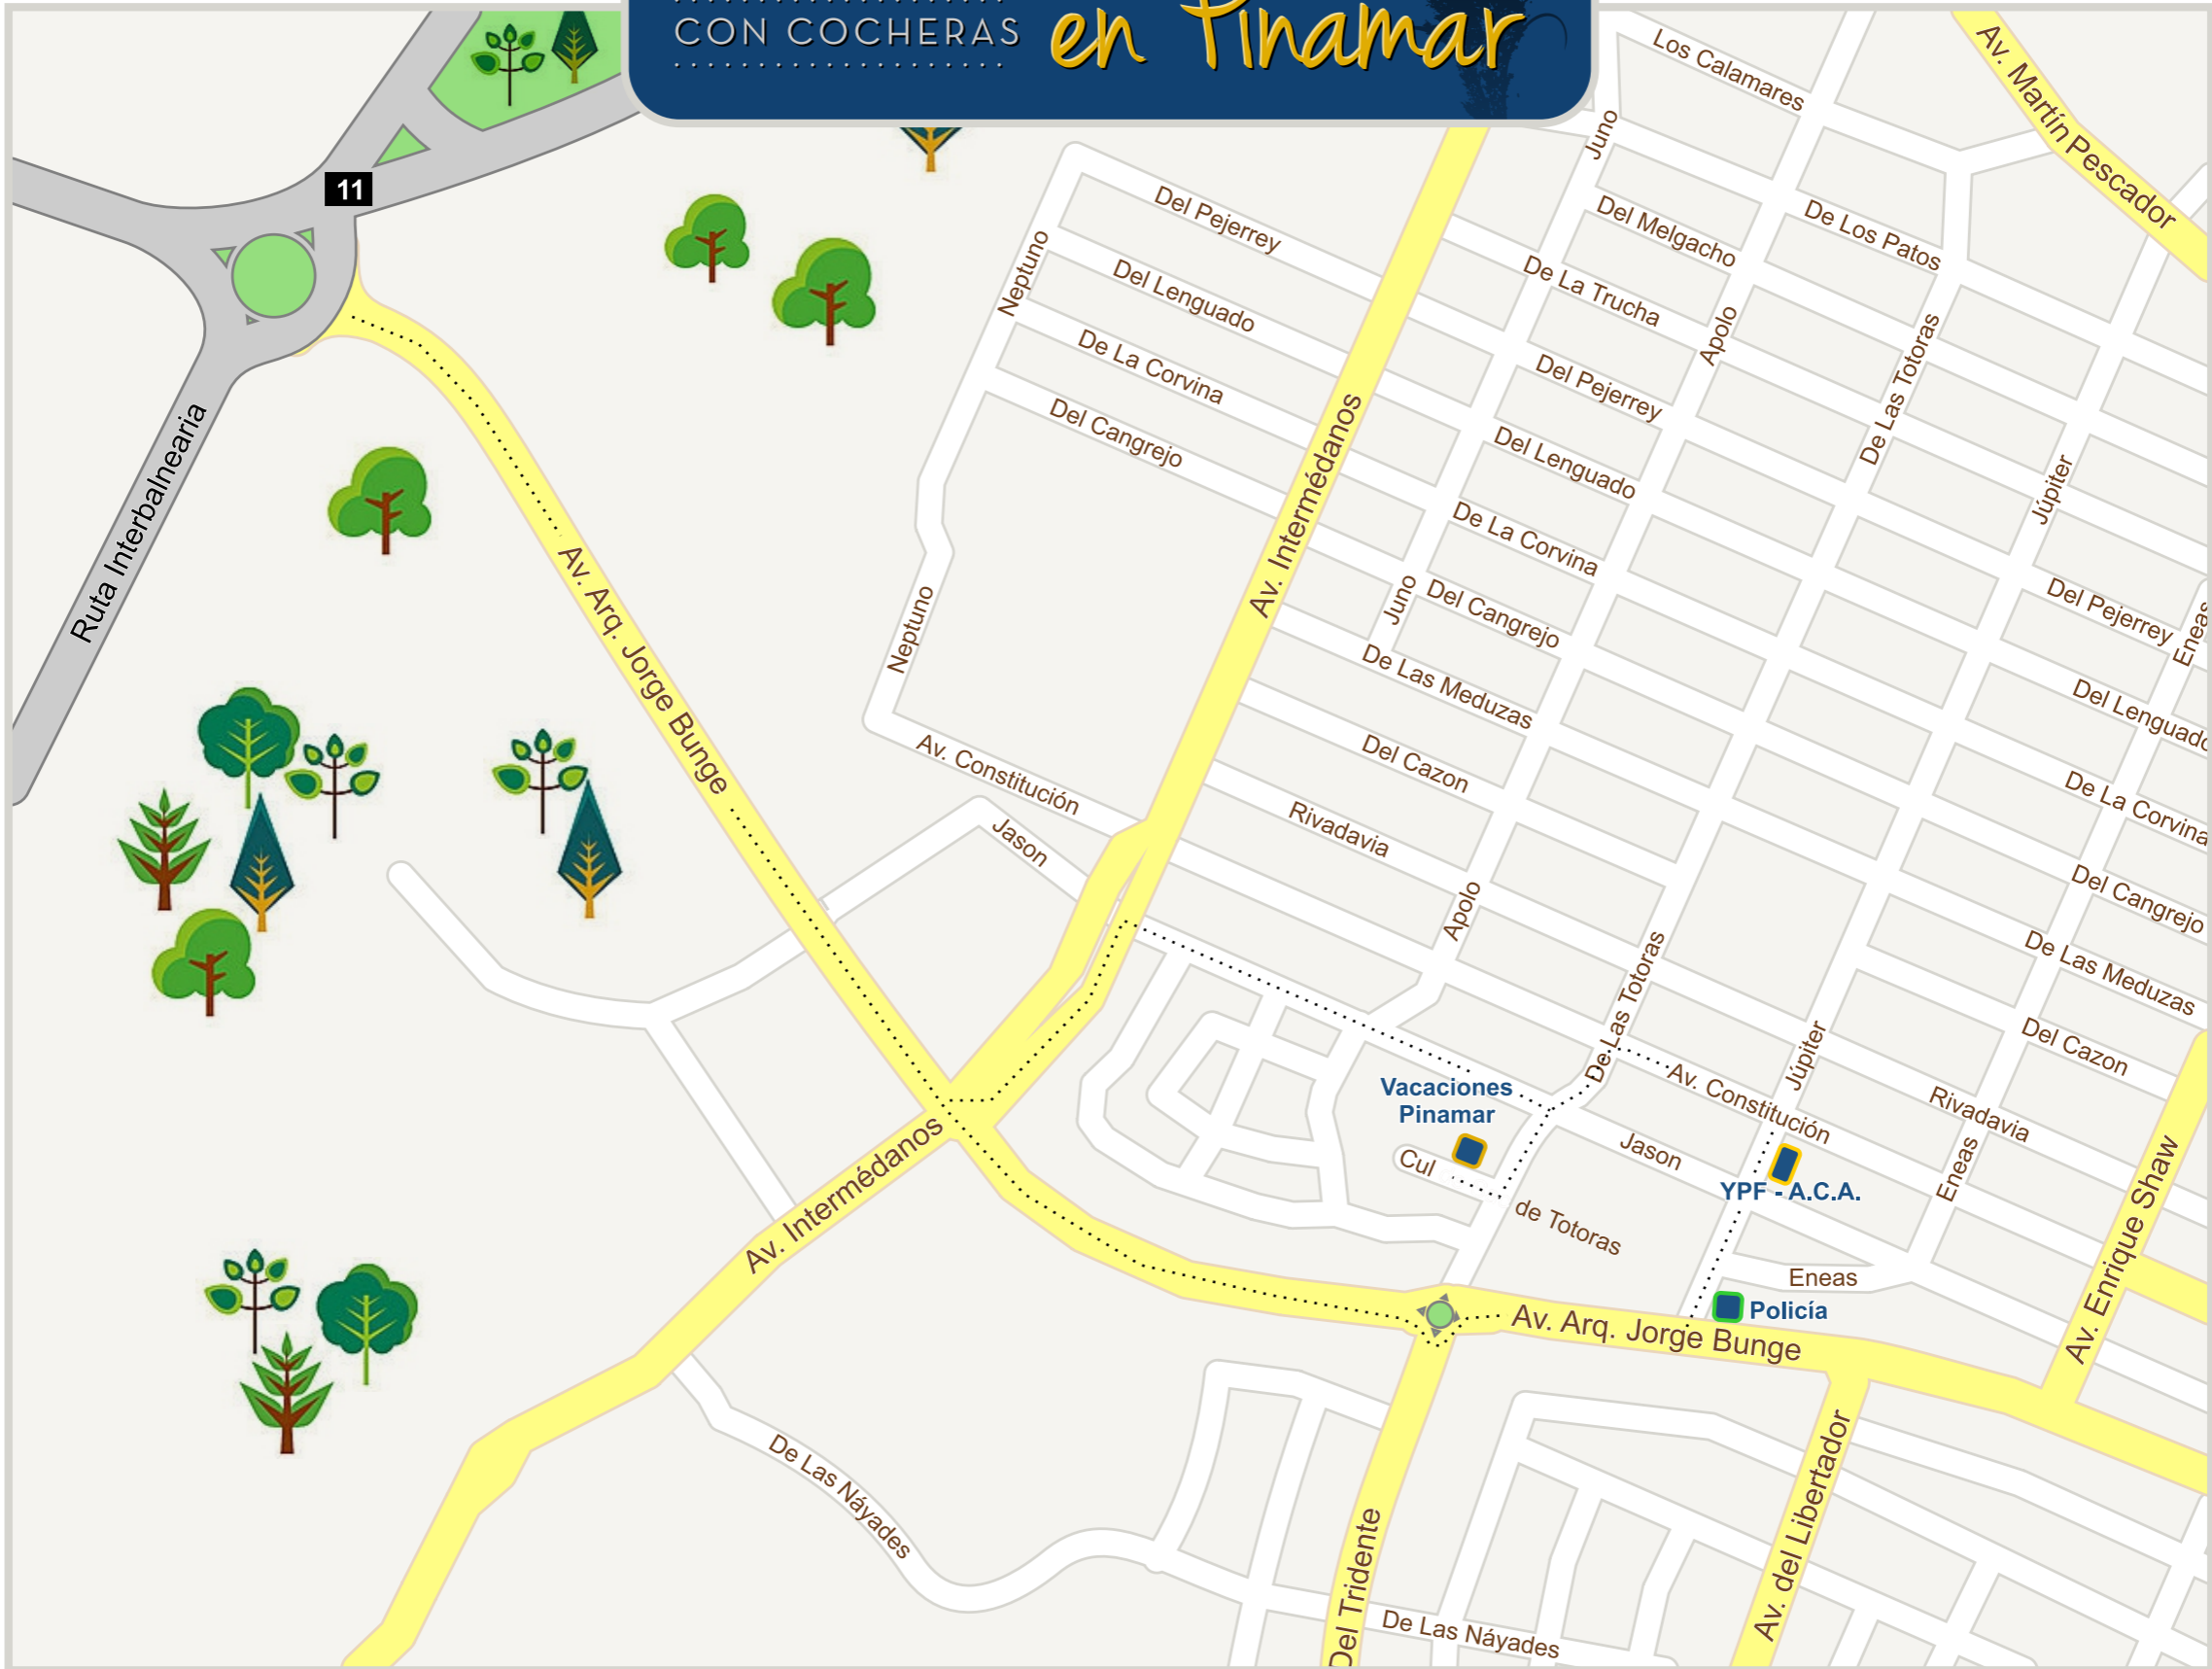 CON COCHERAS
en Pinamar
11
Ruta Interbalnearia
Av. Arq. Jorge Bunge
Los Calamares
Av. Martín Pescador
Juno
Del Melgacho
De Los Patos
De La Trucha
Apolo
De Las Totoras
Júpiter
Del Pejerrey
Neptuno
Del Lenguado
De La Corvina
Del Cangrejo
Del Pejerrey
Del Lenguado
De La Corvina
Av. Intermédanos
Juno
Del Cangrejo
Del Pejerrey
Eneas
Neptuno
De Las Meduzas
Del Lenguado
Av. Constitución
Del Cazon
De La Corvina
Jason
Rivadavia
Del Cangrejo
Apolo
De Las Meduzas
De Las Totoras
Del Cazon
Júpiter
Av. Constitución
Rivadavia
Vacaciones
Pinamar
Cul
de Totoras
Jason
YPF - A.C.A.
Eneas
Av. Enrique Shaw
Eneas
Policía
Av. Intermédanos
Av. Arq. Jorge Bunge
De Las Náyades
Del Tridente
De Las Náyades
Av. del Libertador